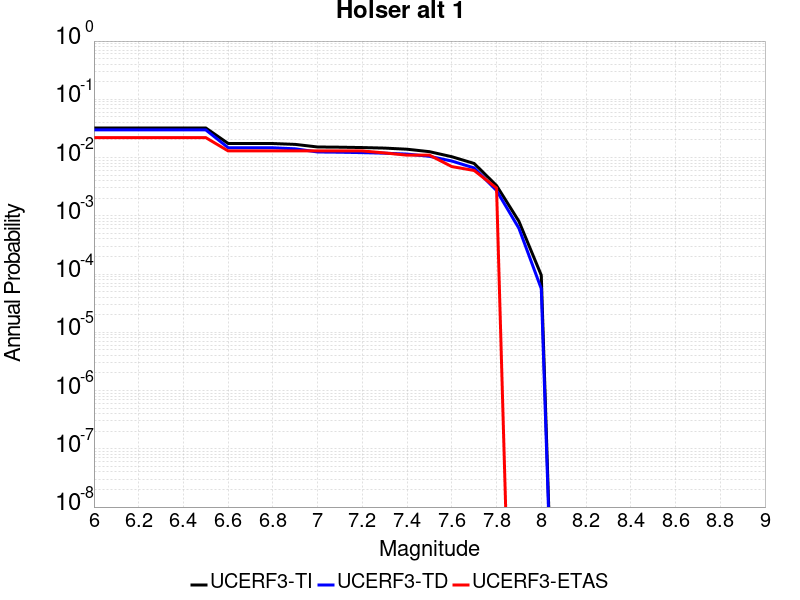 Holser alt 1
10^0
10^-1
10^-2
10^-3
10^-4
10^-5
10^-6
10^-7
10^-8
Annual Probability
6 6.2 6.4 6.6 6.8 7 7.2 7.4 7.6 7.8 8 8.2 8.4 8.6 8.8 9
Magnitude
UCERF3-TI UCERF3-TD UCERF3-ETAS